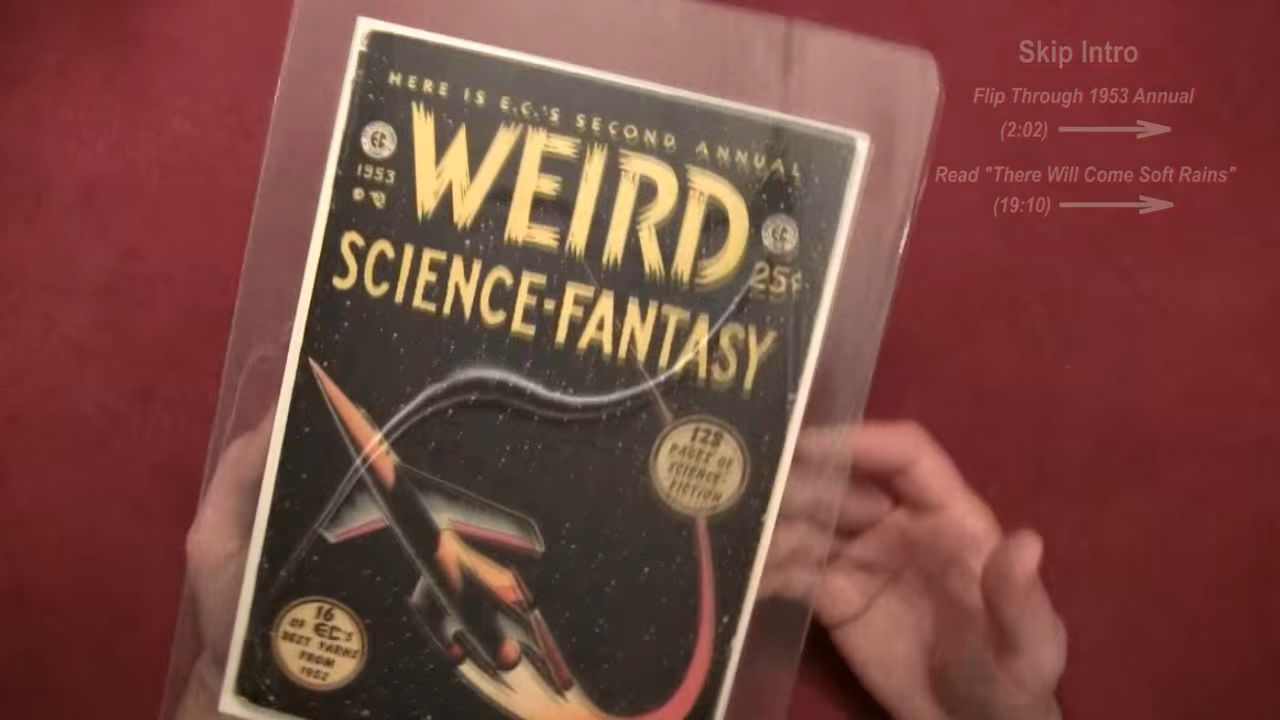 HERE IS E.C.'S SECOND ANNUAL
WEIRD
EC
1953
SCIENCE-FANTASY
25¢
128
PAGES OF
SCIENCE-
FICTION
16
OF EC'S
BEST YARNS
FROM
1952
Skip Intro
Flip Through 1953 Annual
(2:02)
Read "There Will Come Soft Rains"
(19:10)